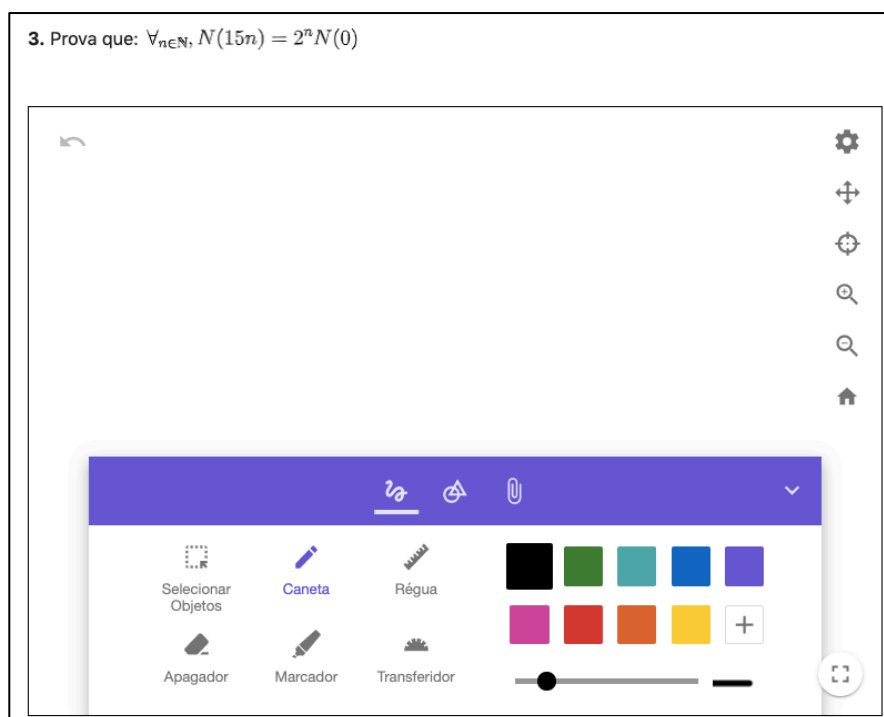 3. Prova que: ∀n∈ℕ, N(15n) = 2ⁿN(0)
Selecionar Objetos
Caneta
Régua
Apagador
Marcador
Transferidor